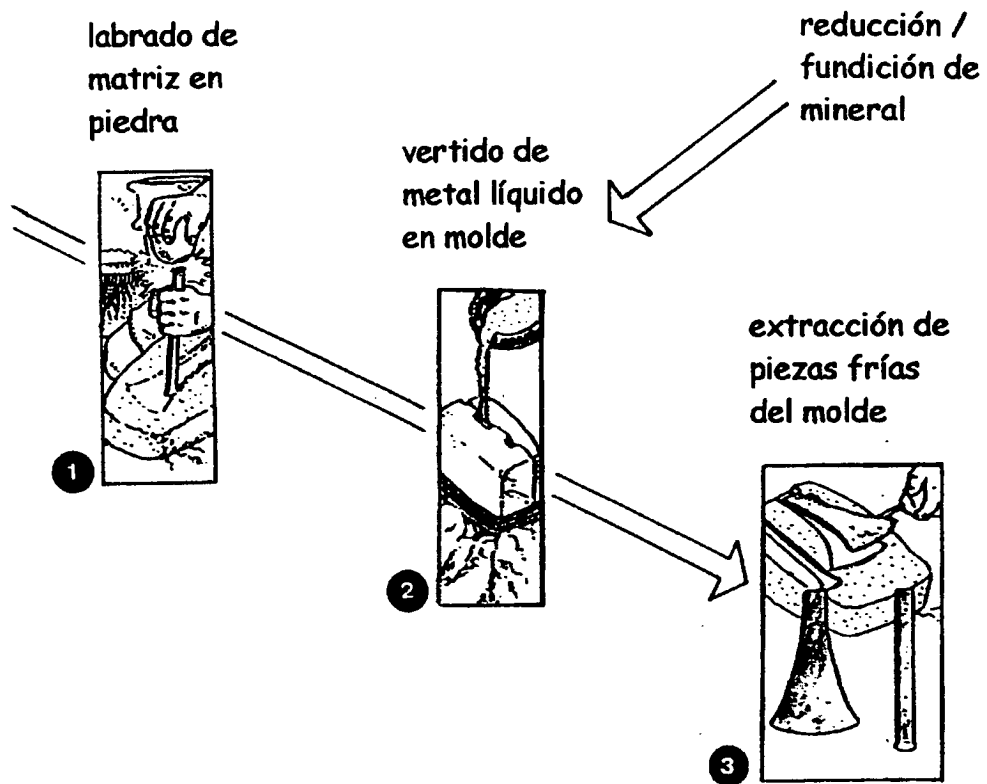 labrado de
matriz en
piedra
reducción /
fundición de
mineral
vertido de
metal líquido
en molde
extracción de
piezas frías
del molde
1
2
3